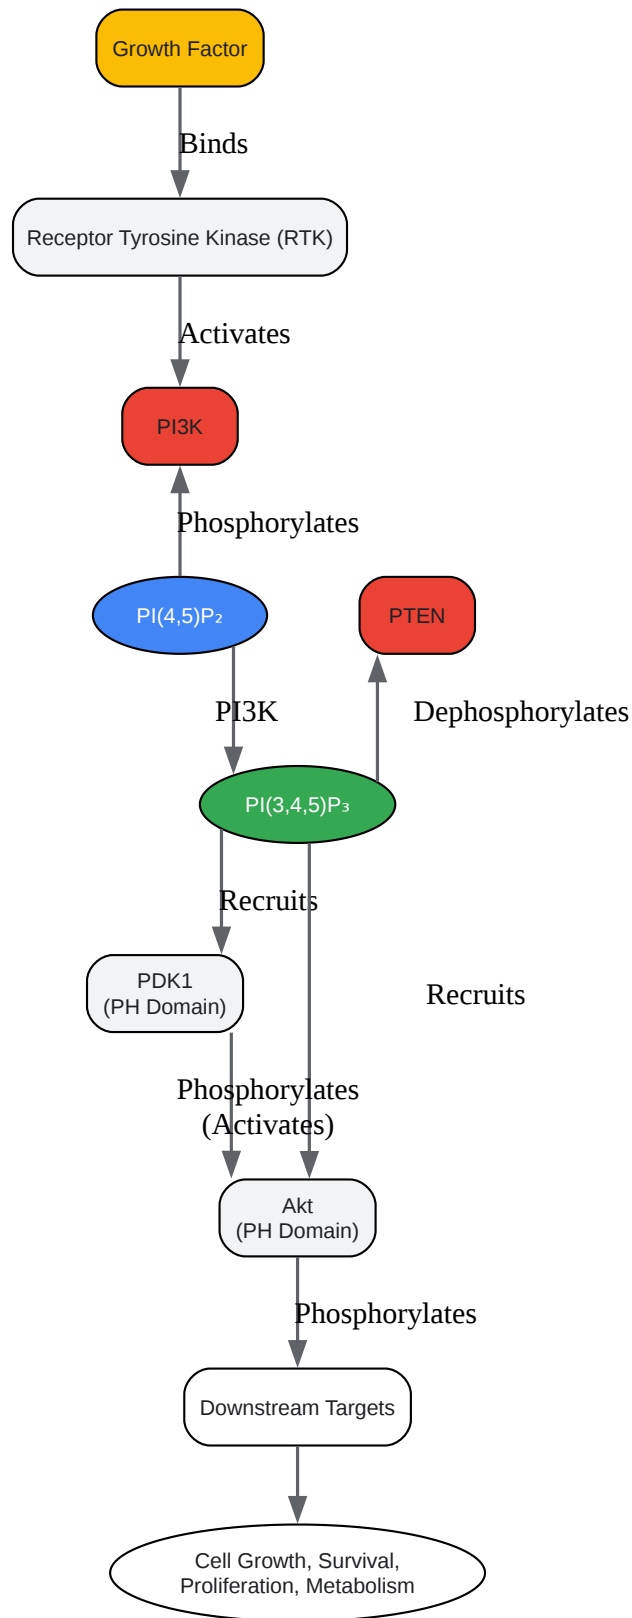 Growth Factor
Binds
Receptor Tyrosine Kinase (RTK)
Activates
PI3K
Phosphorylates
PI(4,5)P₂
PTEN
PI3K
Dephosphorylates
PI(3,4,5)P₃
Recruits
PDK1
(PH Domain)
Recruits
Phosphorylates
(Activates)
Akt
(PH Domain)
Phosphorylates
Downstream Targets
Cell Growth, Survival,
Proliferation, Metabolism